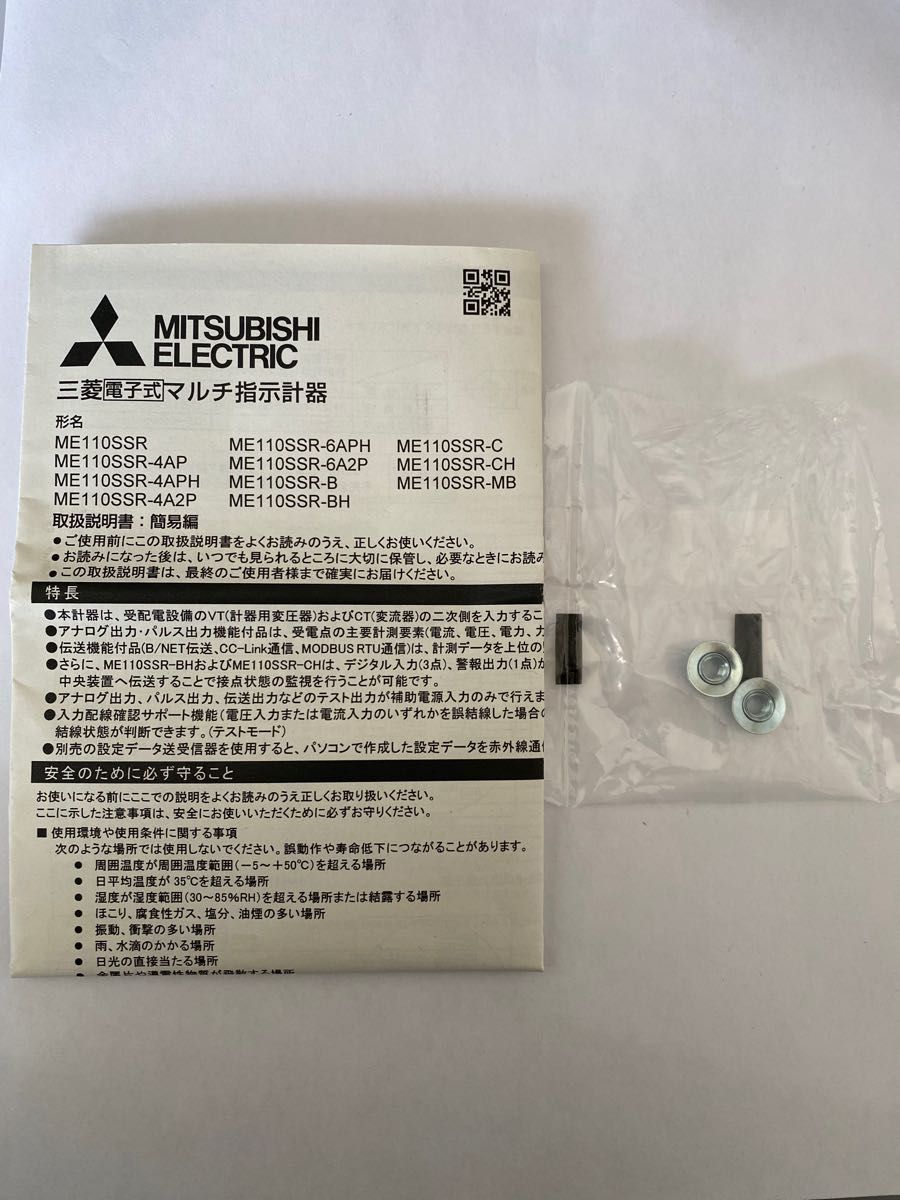 MITSUBISHI
ELECTRIC
三菱電子式マルチ指示計器
形名
ME110SSR ME110SSR-6APH ME110SSR-C
ME110SSR-4AP ME110SSR-6A2P ME110SSR-CH
ME110SSR-4APH ME110SSR-B ME110SSR-MB
ME110SSR-4A2P ME110SSR-BH
取扱説明書：簡易編
●ご使用前にこの取扱説明書をよくお読みのうえ、正しくお使いください。
●お読みになった後は、いつでも見られるところに大切に保管し、必要なときにお読み
●この取扱説明書は、最終のご使用者様まで確実にお届けください。
特長
●本計器は、受配電設備のVT(計器用変圧器)およびCT(変流器)の二次側を入力するこ
●アナログ出力・パルス出力機能付品は、受電点の主要計測要素(電流、電圧、電力、力
●伝送機能付品(B/NET伝送、CC-Link通信、MODBUS RTU通信)は、計測データを上位の
●さらに、ME110SSR-BHおよびME110SSR-CHは、デジタル入力(3点)、警報出力(1点)が
中央装置へ伝送することで接点状態の監視を行うことが可能です。
●アナログ出力、パルス出力、伝送出力などのテスト出力が補助電源入力のみで行えま
●入力配線確認サポート機能(電圧入力または電流入力のいずれかを誤結線した場合の
結線状態が判断できます。(テストモード)
●別売の設定データ送受信器を使用すると、パソコンで作成した設定データを赤外線通信
安全のために必ず守ること
お使いになる前にここでの説明をよくお読みのうえ正しくお取り扱いください。
ここに示した注意事項は、安全にお使いいただくために必ずお守りください。
■ 使用環境や使用条件に関する事項
次のような場所では使用しないでください。誤動作や寿命低下につながることがあります。
● 周囲温度が周囲温度範囲(－5～＋50℃)を超える場所
● 日平均温度が35℃を超える場所
● 湿度が湿度範囲(30～85%RH)を超える場所または結露する場所
● ほこり、腐食性ガス、塩分、油煙の多い場所
● 振動、衝撃の多い場所
● 雨、水滴のかかる場所
● 日光の直接当たる場所
● 金属片や導電性物質が飛散する場所